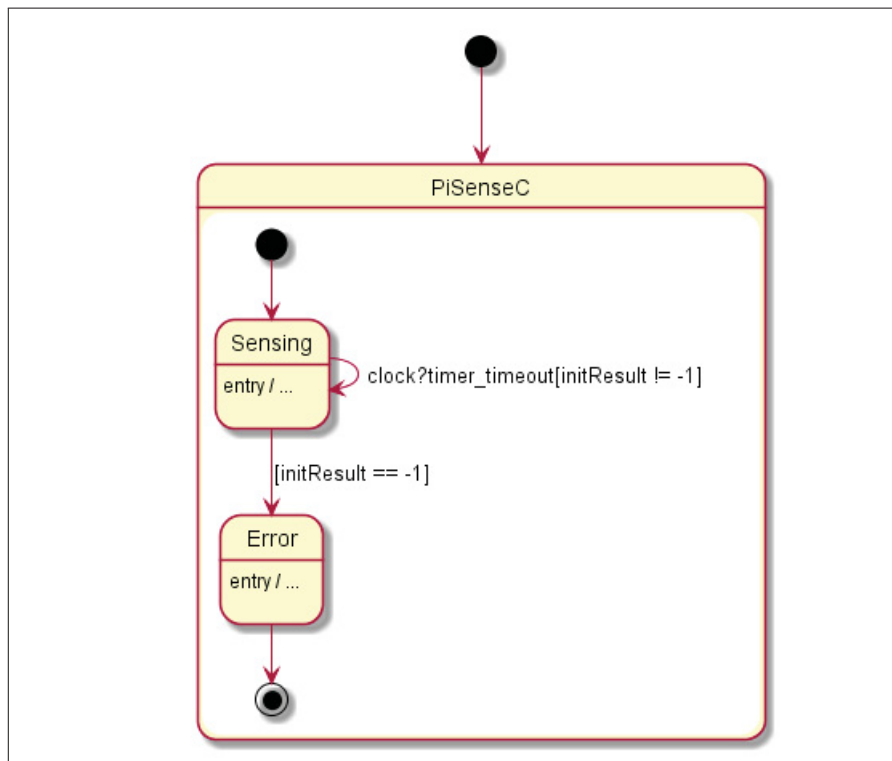 PiSenseC
Sensing
entry / ...
clock?timer_timeout[initResult != -1]
[initResult == -1]
Error
entry / ...